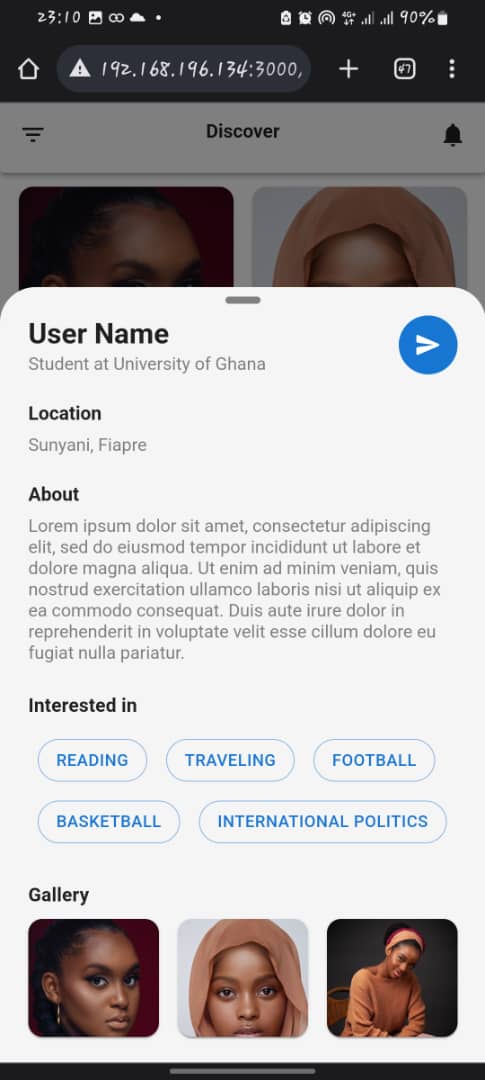 23:10
4G+
90%
192.168.196.134:3000,
47
Discover
User Name
Student at University of Ghana
Location
Sunyani, Fiapre
About
Lorem ipsum dolor sit amet, consectetur adipiscing
elit, sed do eiusmod tempor incididunt ut labore et
dolore magna aliqua. Ut enim ad minim veniam, quis
nostrud exercitation ullamco laboris nisi ut aliquip ex
ea commodo consequat. Duis aute irure dolor in
reprehenderit in voluptate velit esse cillum dolore eu
fugiat nulla pariatur.
Interested in
READING TRAVELING FOOTBALL
BASKETBALL INTERNATIONAL POLITICS
Gallery